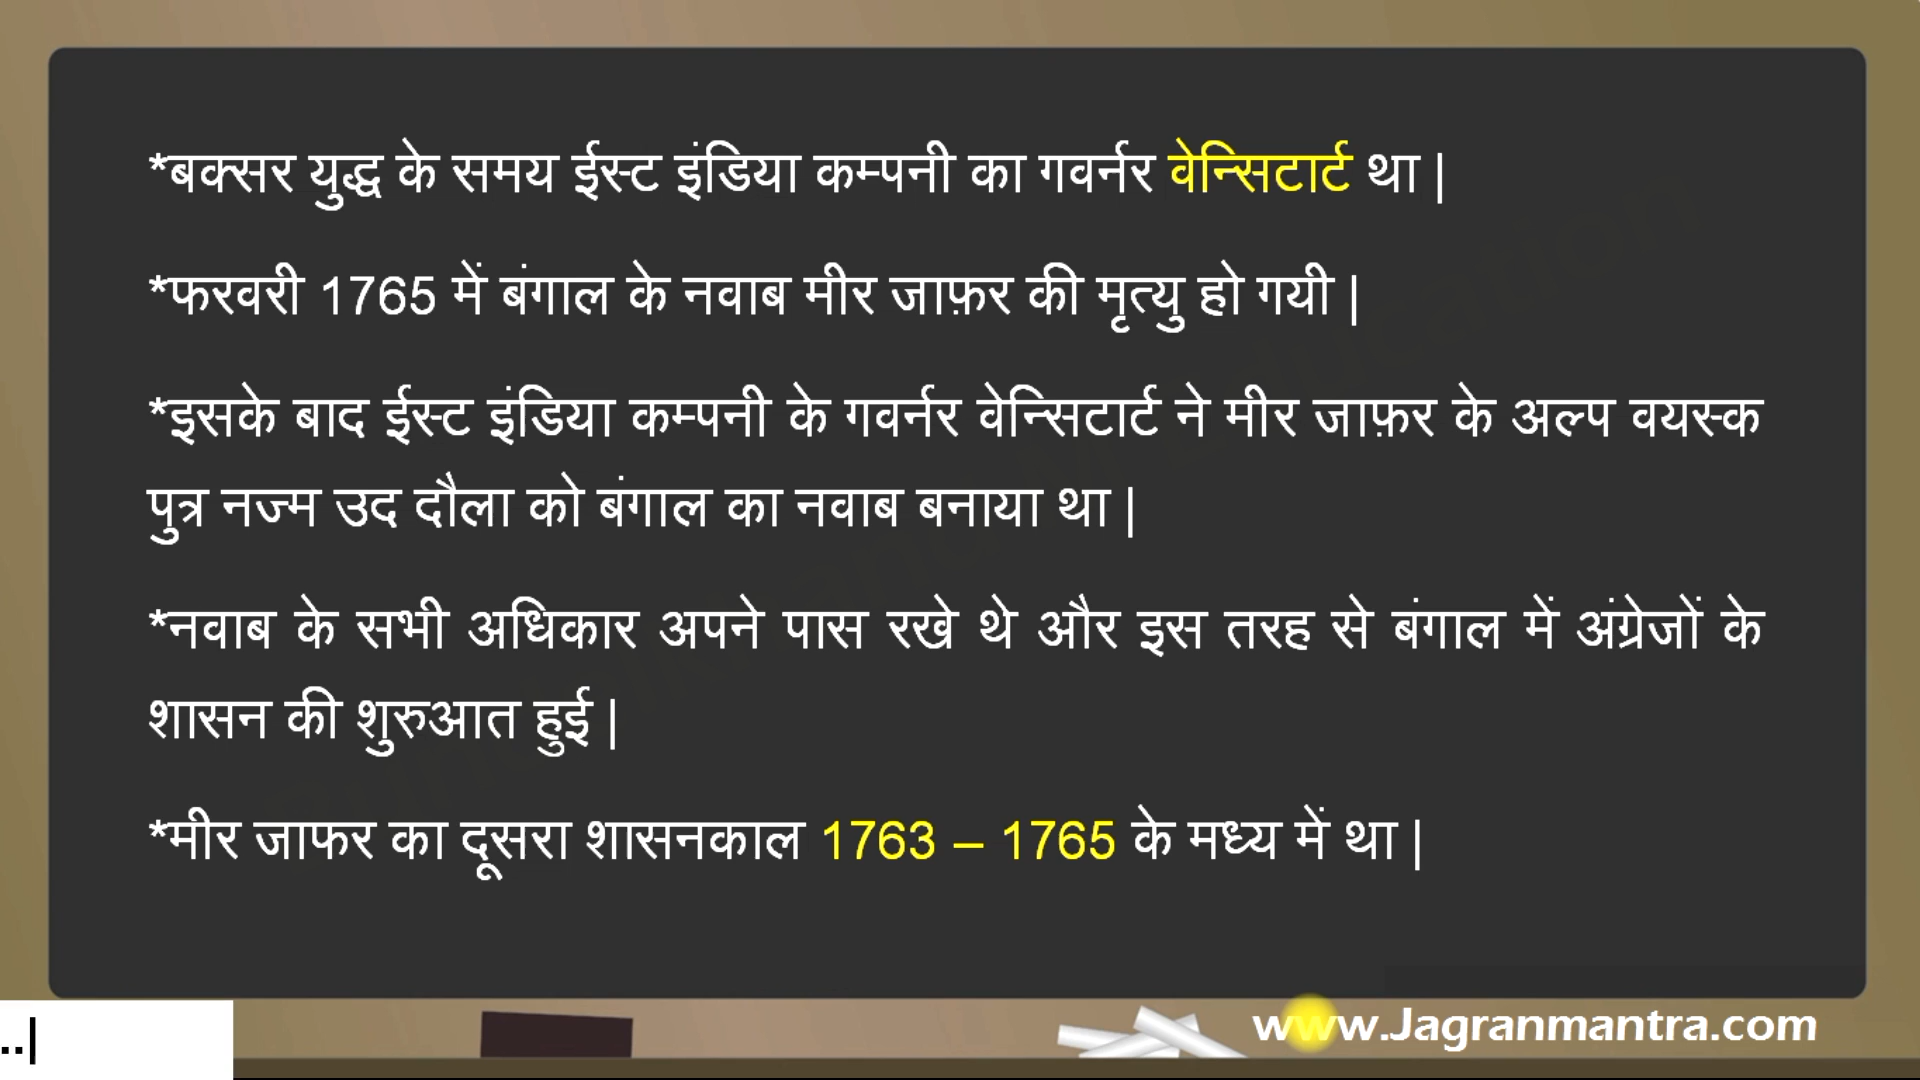 *बक्सर युद्ध के समय ईस्ट इंडिया कम्पनी का गवर्नर वेन्सिटार्ट था |
*फरवरी 1765 में बंगाल के नवाब मीर जाफ़र की मृत्यु हो गयी |
*इसके बाद ईस्ट इंडिया कम्पनी के गवर्नर वेन्सिटार्ट ने मीर जाफ़र के अल्प वयस्क
पुत्र नज्म उद दौला को बंगाल का नवाब बनाया था |
*नवाब के सभी अधिकार अपने पास रखे थे और इस तरह से बंगाल में अंग्रेजों के
शासन की शुरुआत हुई |
*मीर जाफर का दूसरा शासनकाल 1763 – 1765 के मध्य में था |
..|
www.Jagranmantra.com